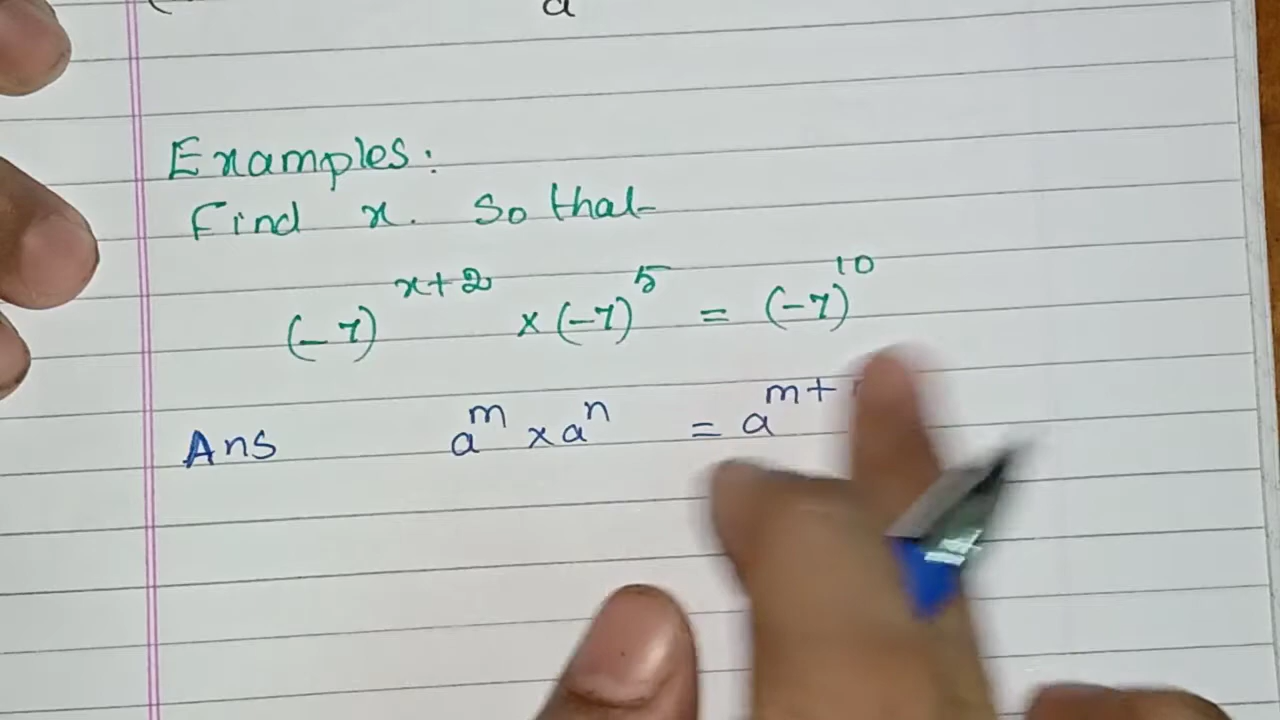 a
Examples:
Find x. So that
(-7)^{x+2} × (-7)^5 = (-7)^{10}
Ans a^m × a^n = a^{m+